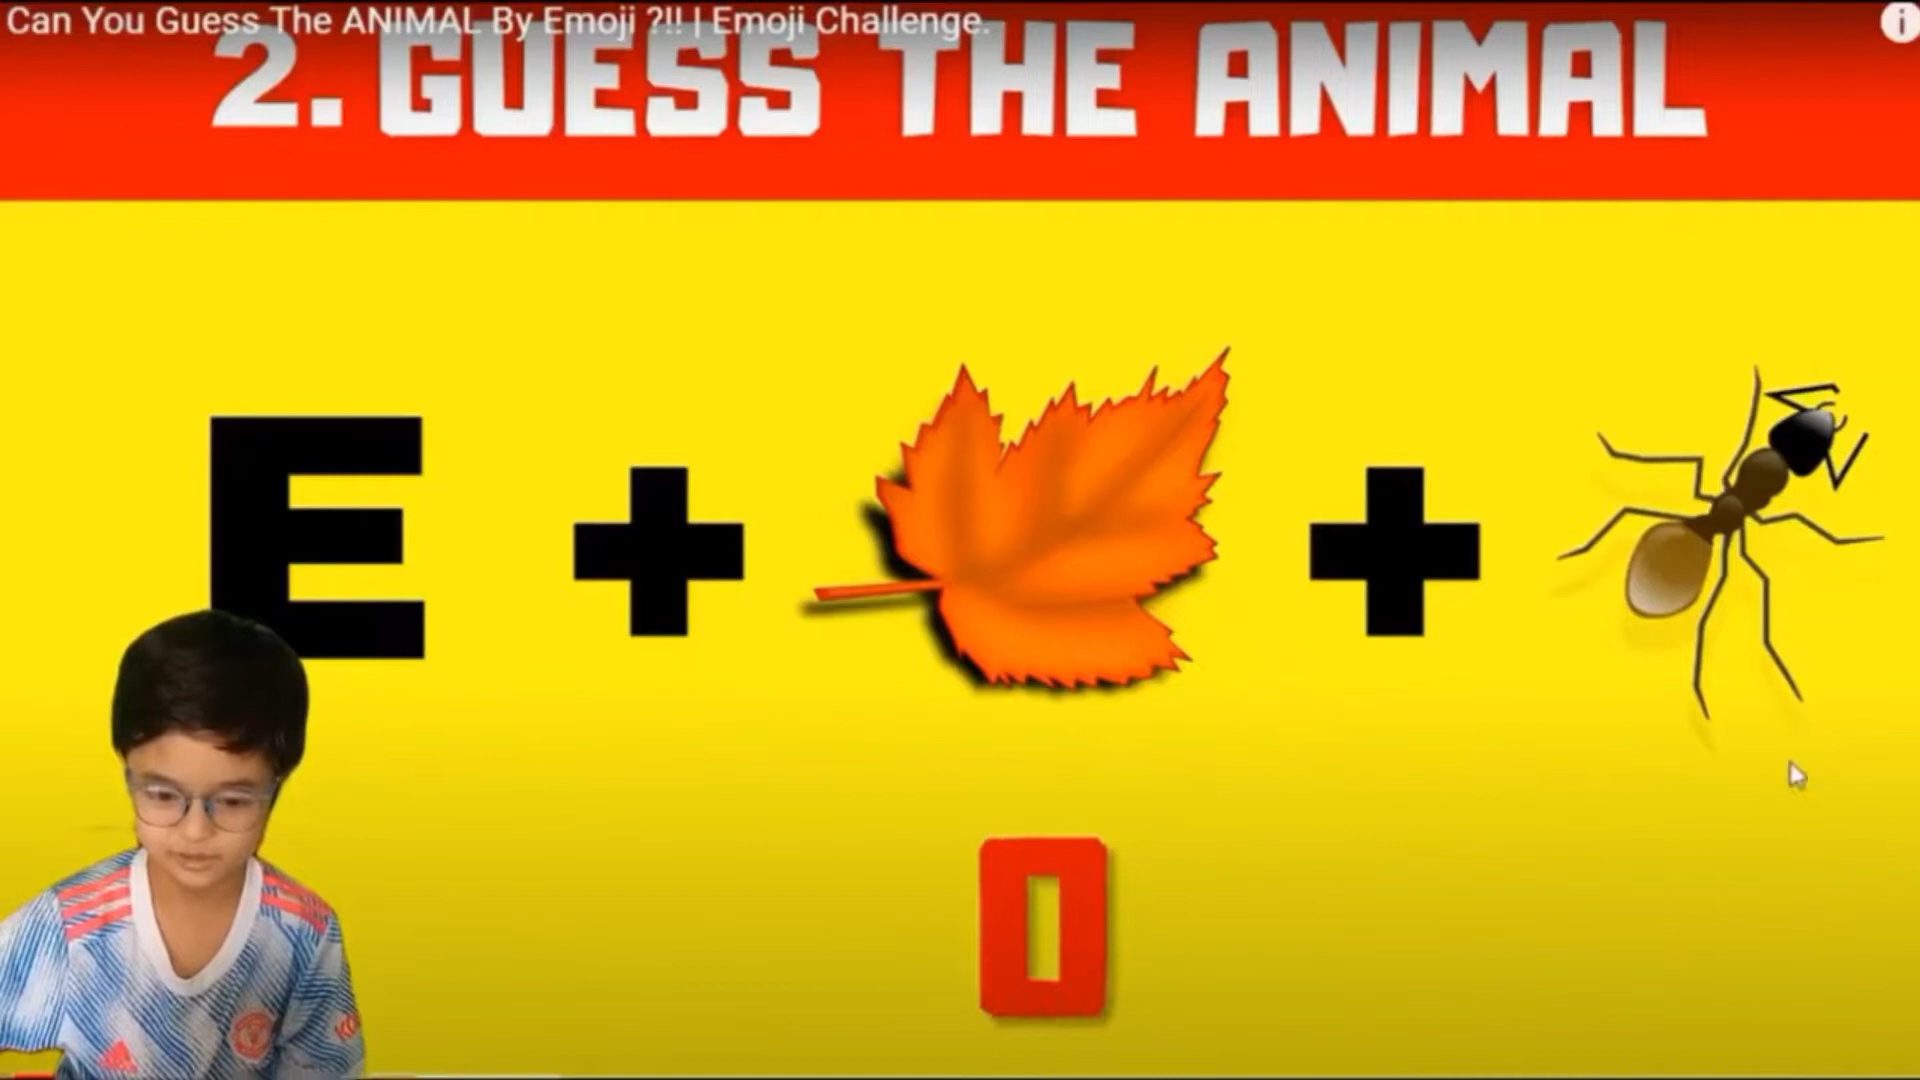 Can You Guess The ANIMAL By Emoji ?!! | Emoji Challenge.
2. GUESS THE ANIMAL
E + +
0